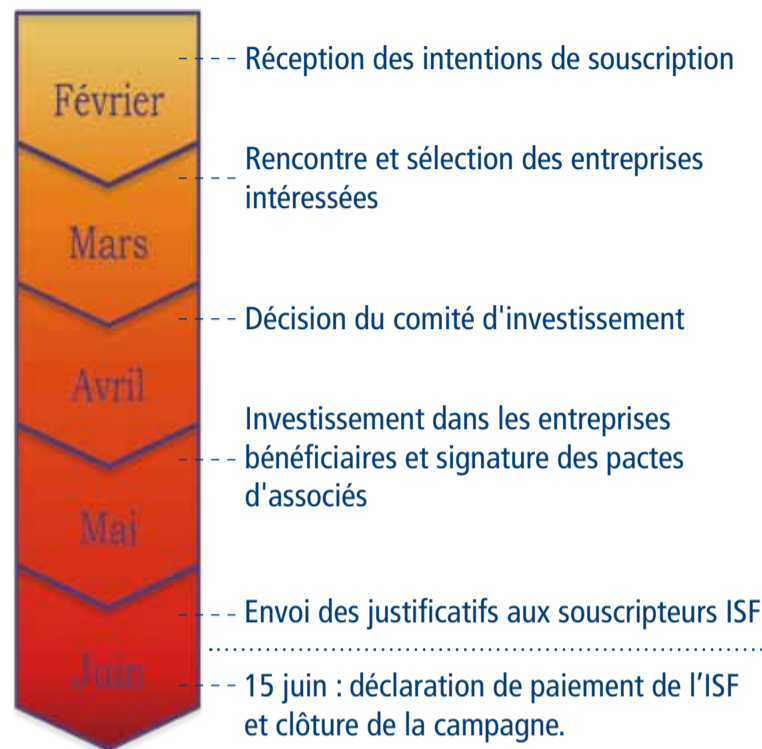 Février
Réception des intentions de souscription
Rencontre et sélection des entreprises
intéressées
Mars
Décision du comité d'investissement
Avril
Investissement dans les entreprises
bénéficiaires et signature des pactes
d'associés
Mai
Envoi des justificatifs aux souscripteurs ISF
Juin
15 juin : déclaration de paiement de l’ISF
et clôture de la campagne.